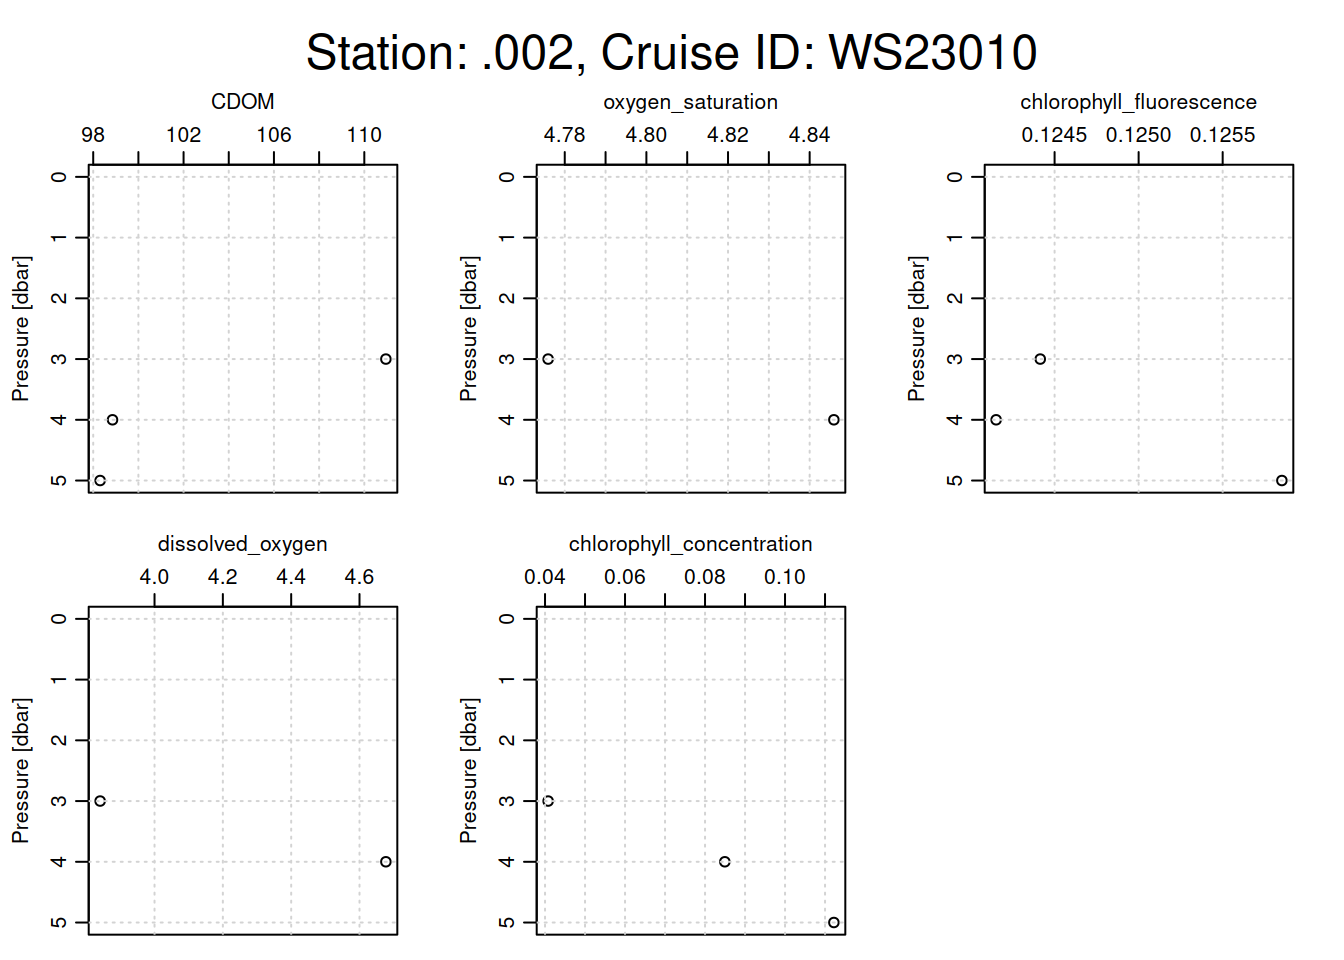 Station: .002, Cruise ID: WS23010
CDOM
98 102 106 110
Pressure [dbar]
0
1
2
3
4
5
oxygen_saturation
4.78 4.80 4.82 4.84
Pressure [dbar]
0
1
2
3
4
5
chlorophyll_fluorescence
0.1245 0.1250 0.1255
Pressure [dbar]
0
1
2
3
4
5
dissolved_oxygen
4.0 4.2 4.4 4.6
Pressure [dbar]
0
1
2
3
4
5
chlorophyll_concentration
0.04 0.06 0.08 0.10
Pressure [dbar]
0
1
2
3
4
5